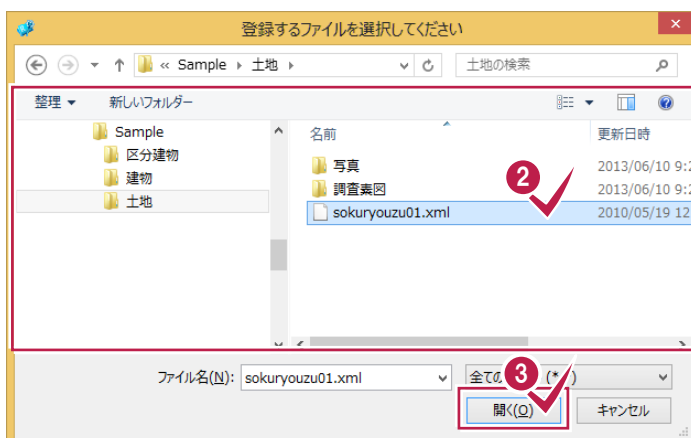 登録するファイルを選択してください
« Sample 土地
土地の検索
整理 新しいフォルダー
Sample
区分建物
建物
土地
名前 更新日時
写真 2013/06/10 9:2
調査素図 2013/06/10 9:2
sokuryouzu01.xml 2010/05/19 12
2
ファイル名(N): sokuryouzu01.xml
全ての
3
開く(O)
キャンセル